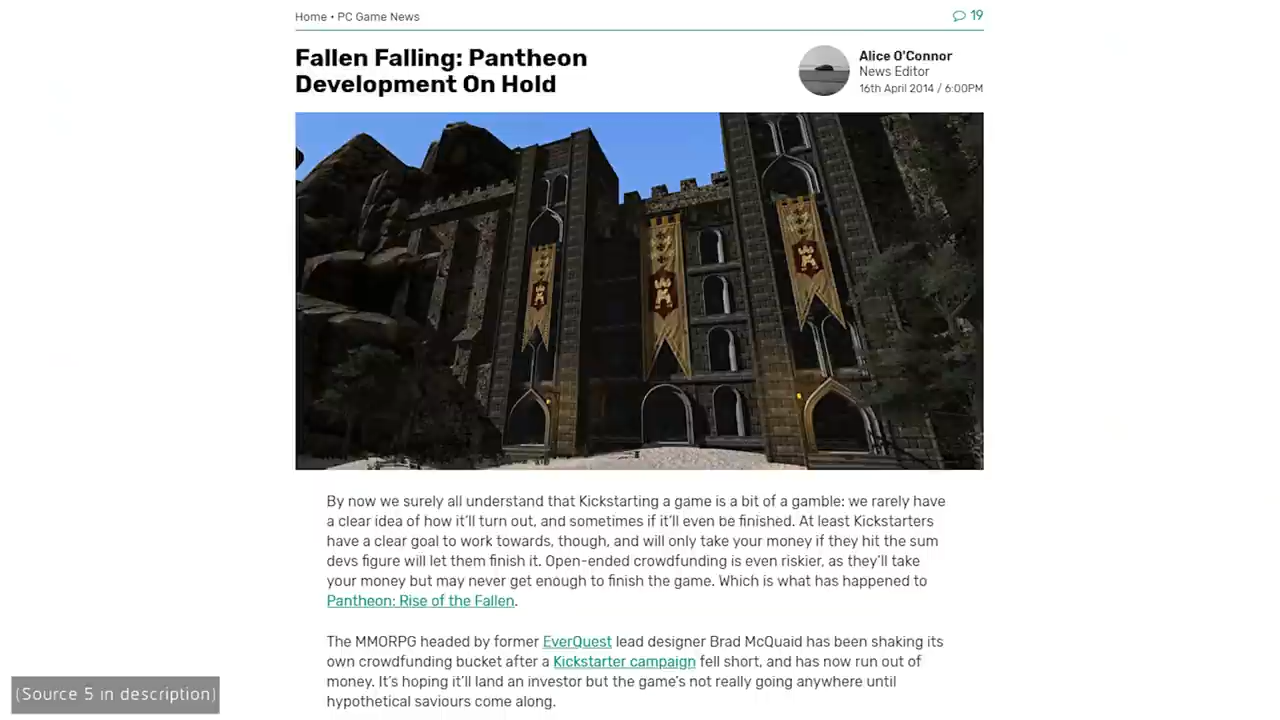 Home • PC Game News
19
Fallen Falling: Pantheon
Development On Hold
Alice O'Connor
News Editor
16th April 2014 / 6:00PM
By now we surely all understand that Kickstarting a game is a bit of a gamble: we rarely have
a clear idea of how it'll turn out, and sometimes if it'll even be finished. At least Kickstarters
have a clear goal to work towards, though, and will only take your money if they hit the sum
devs figure will let them finish it. Open-ended crowdfunding is even riskier, as they'll take
your money but may never get enough to finish the game. Which is what has happened to
Pantheon: Rise of the Fallen.
The MMORPG headed by former EverQuest lead designer Brad McQuaid has been shaking its
own crowdfunding bucket after a Kickstarter campaign fell short, and has now run out of
money. It's hoping it'll land an investor but the game's not really going anywhere until
hypothetical saviours come along.
(Source 5 in description)